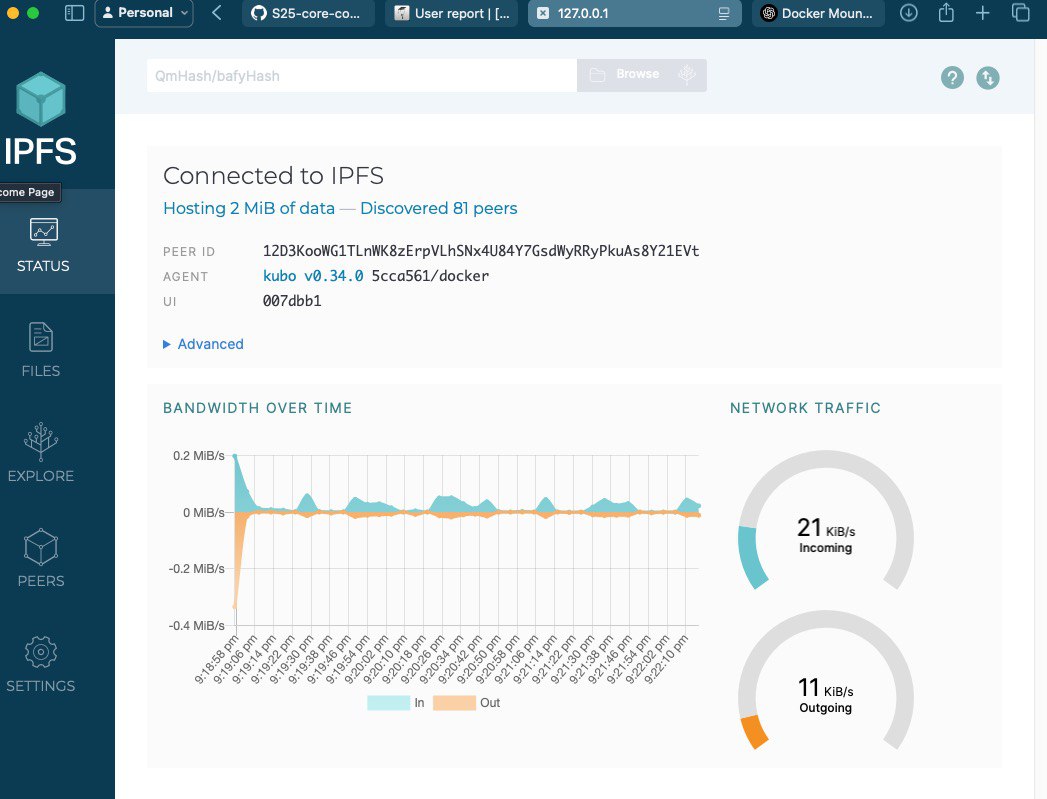 Personal
S25-core-co...
User report | [...
127.0.0.1
Docker Moun...
IPFS
come Page
STATUS
FILES
EXPLORE
PEERS
SETTINGS
QmHash/bafyHash
Browse
?
Connected to IPFS
Hosting 2 MiB of data — Discovered 81 peers
PEER ID 12D3KooWG1TLnWK8zErpVLhSNx4U84Y7GsdWyRRyPkuAs8Y21EVt
AGENT kubo v0.34.0 5cca561/docker
UI 007dbb1
Advanced
BANDWIDTH OVER TIME
0.2 MiB/s
0 MiB/s
-0.2 MiB/s
-0.4 MiB/s
9:18:58 pm
9:19:06 pm
9:19:14 pm
9:19:22 pm
9:19:30 pm
9:19:38 pm
9:19:46 pm
9:19:54 pm
9:20:02 pm
9:20:10 pm
9:20:18 pm
9:20:26 pm
9:20:34 pm
9:20:42 pm
9:20:50 pm
9:20:58 pm
9:21:06 pm
9:21:14 pm
9:21:22 pm
9:21:30 pm
9:21:38 pm
9:21:46 pm
9:21:54 pm
9:22:02 pm
9:22:10 pm
In
Out
NETWORK TRAFFIC
21 KiB/s
Incoming
11 KiB/s
Outgoing